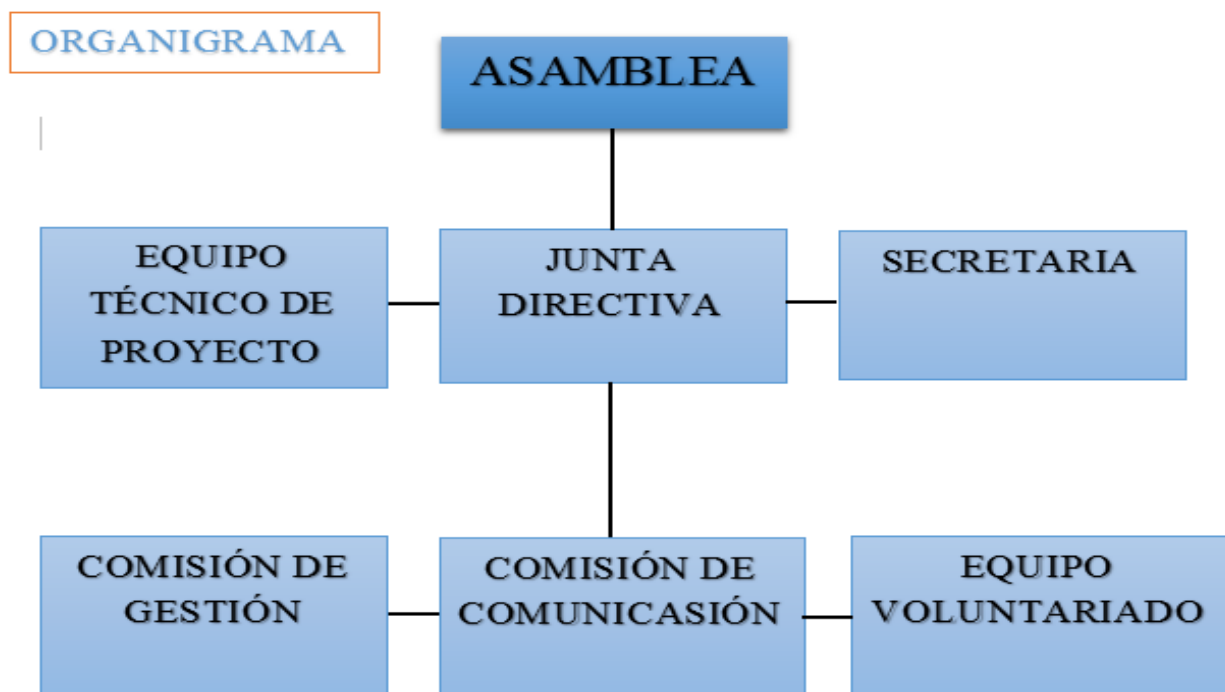 ORGANIGRAMA
ASAMBLEA
EQUIPO
TÉCNICO DE
PROYECTO
JUNTA
DIRECTIVA
SECRETARIA
COMISIÓN DE
GESTIÓN
COMISIÓN DE
COMUNICASIÓN
EQUIPO
VOLUNTARIADO